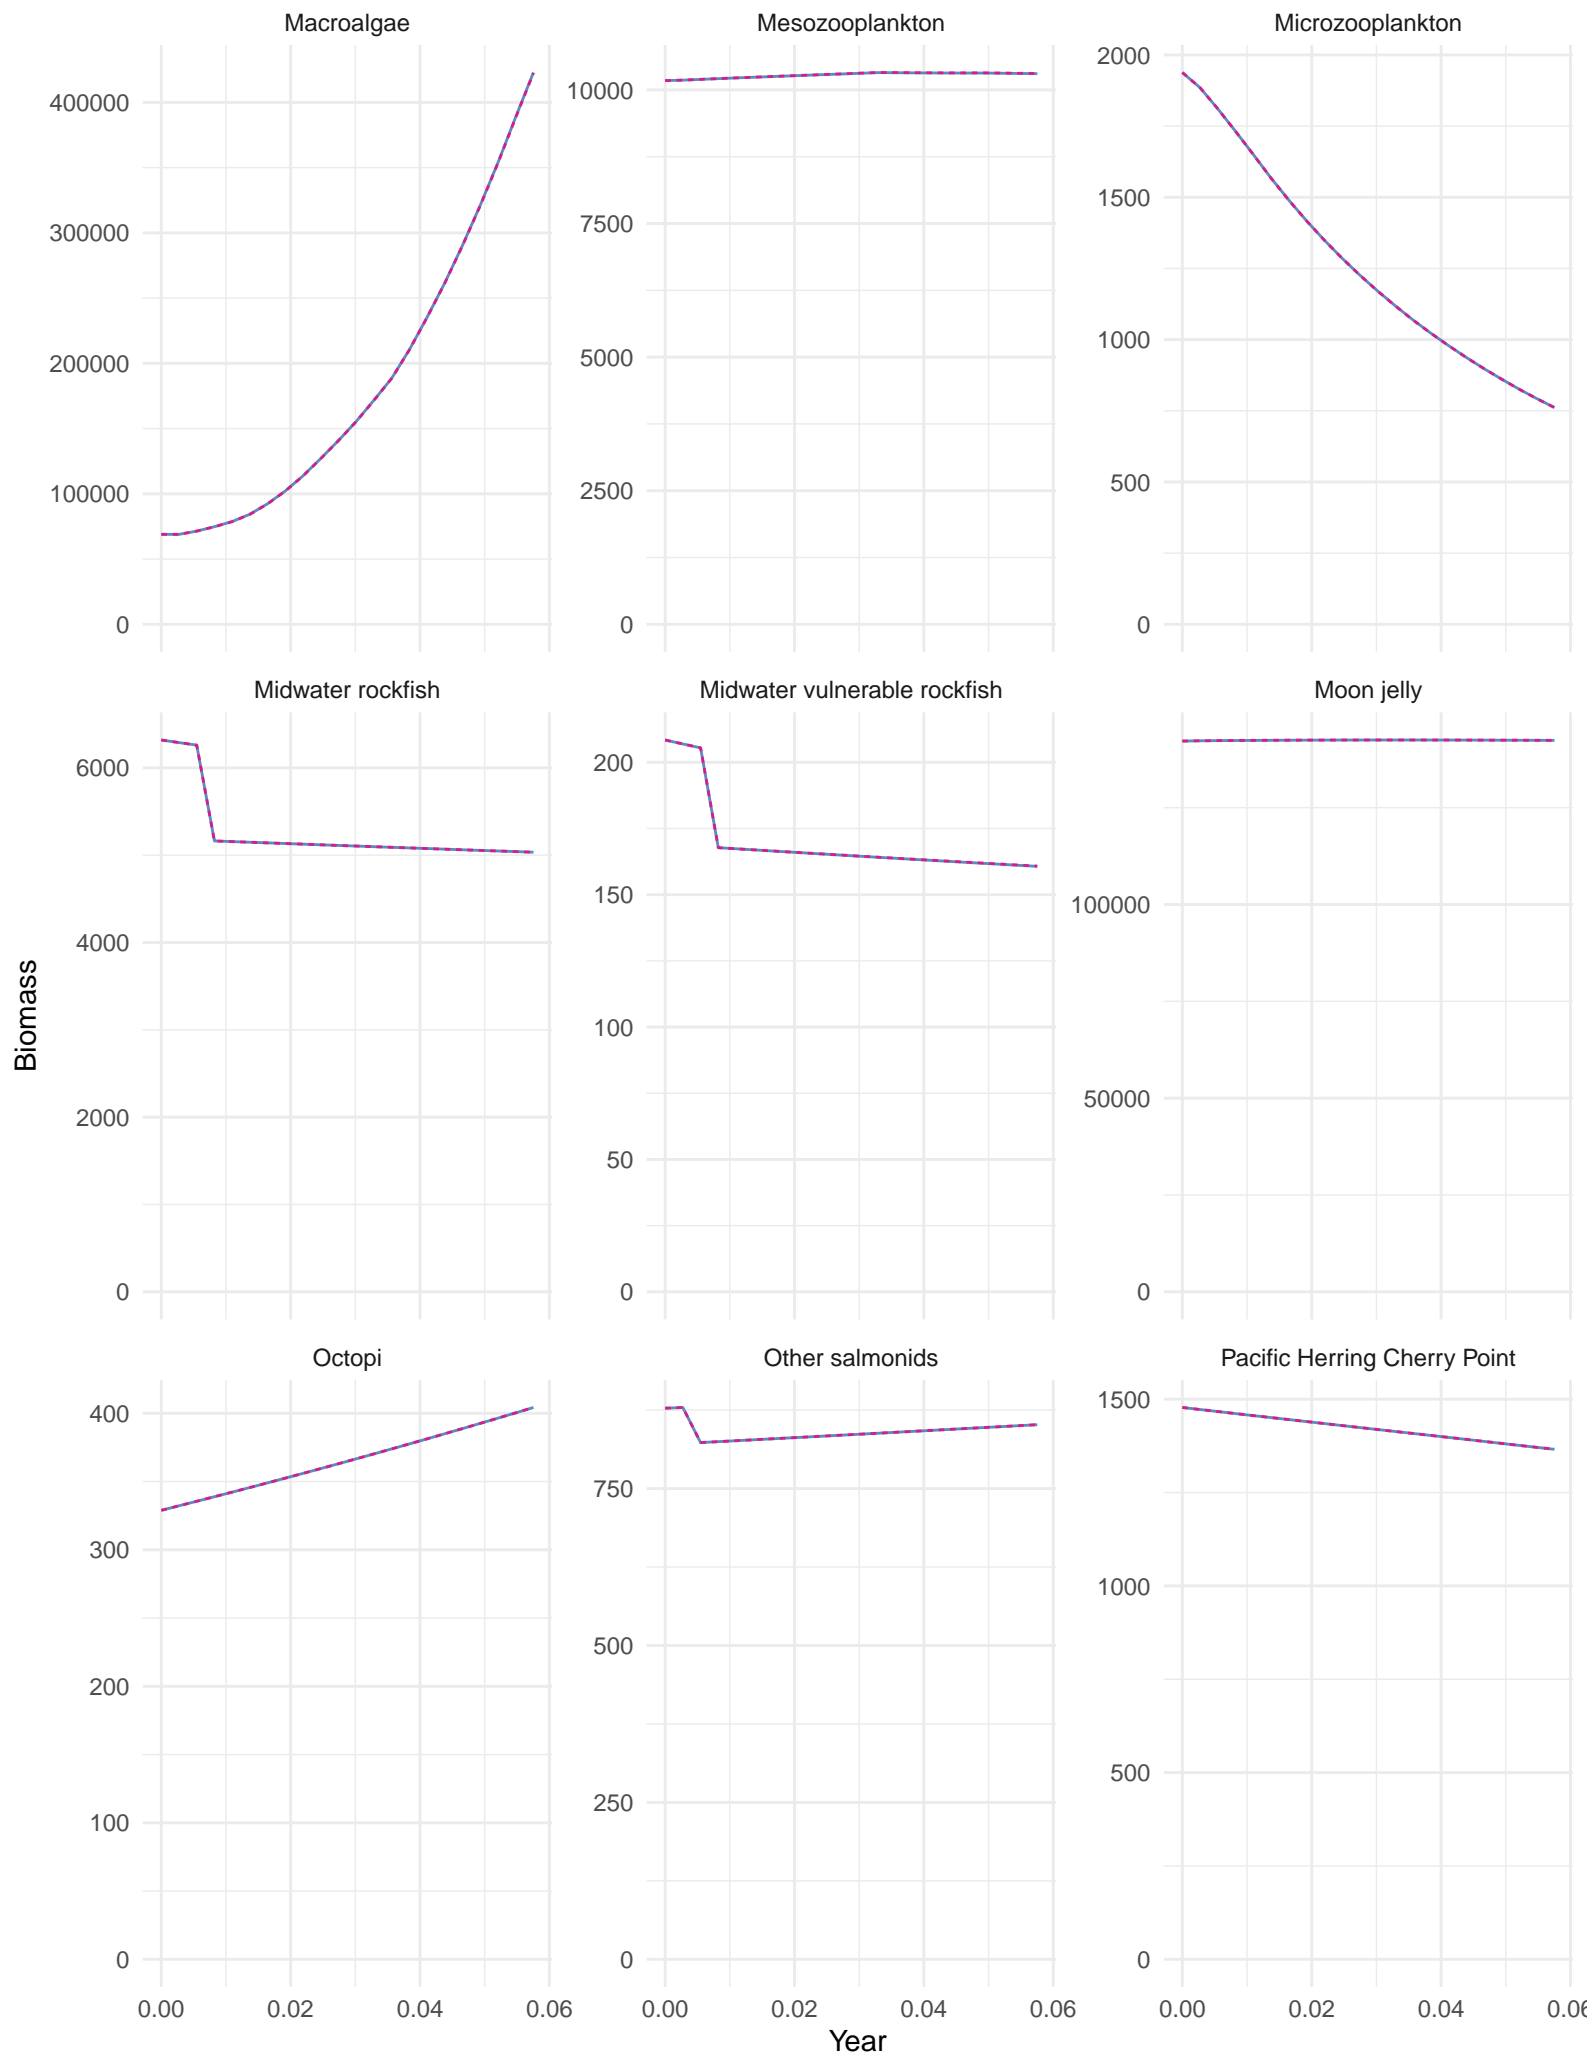 Macroalgae
Mesozooplankton
Microzooplankton
400000
300000
200000
100000
0
10000
7500
5000
2500
0
2000
1500
1000
500
0
Midwater rockfish
Midwater vulnerable rockfish
Moon jelly
6000
4000
2000
0
200
150
100
50
0
100000
50000
0
Biomass
Octopi
Other salmonids
Pacific Herring Cherry Point
400
300
200
100
0
750
500
250
0
1500
1000
500
0
0.00 0.02 0.04 0.06
0.00 0.02 0.04 0.06
0.00 0.02 0.04 0.06
Year